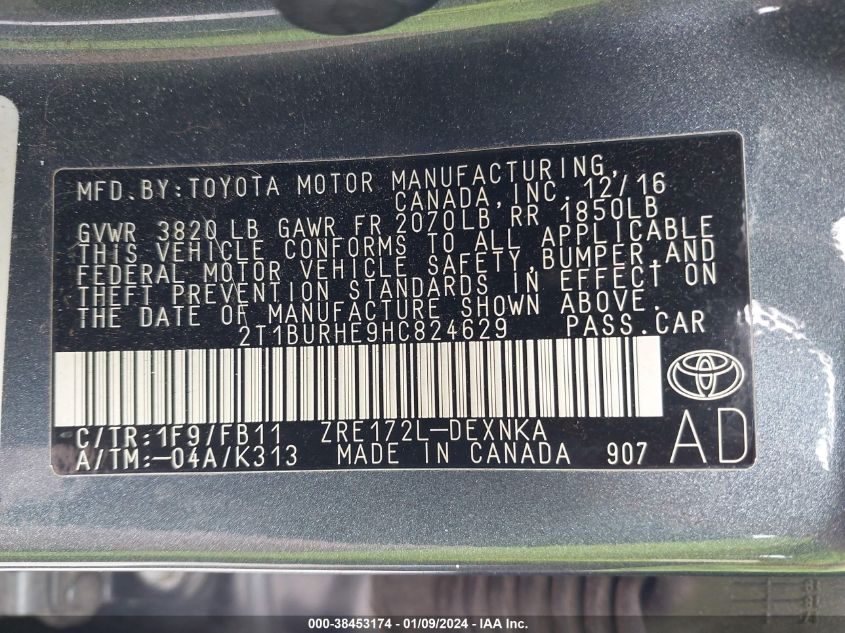 MFD.BY:TOYOTA MOTOR MANUFACTURING,
CANADA,INC. 12/16
GVWR 3820 LB GAWR FR 2070LB RR 1850LB
THIS VEHICLE CONFORMS TO ALL APPLICABLE
FEDERAL MOTOR VEHICLE SAFETY,BUMPER,AND
THEFT PREVENTION STANDARDS IN EFFECT ON
THE DATE OF MANUFACTURE SHOWN ABOVE.
2T1BURHE9HC824629 PASS.CAR
C/TR:1F9/FB11 ZRE172L-DEXNKA AD
A/TM:-04A/K313 MADE IN CANADA 907
000-38453174 - 01/09/2024 - IAA Inc.